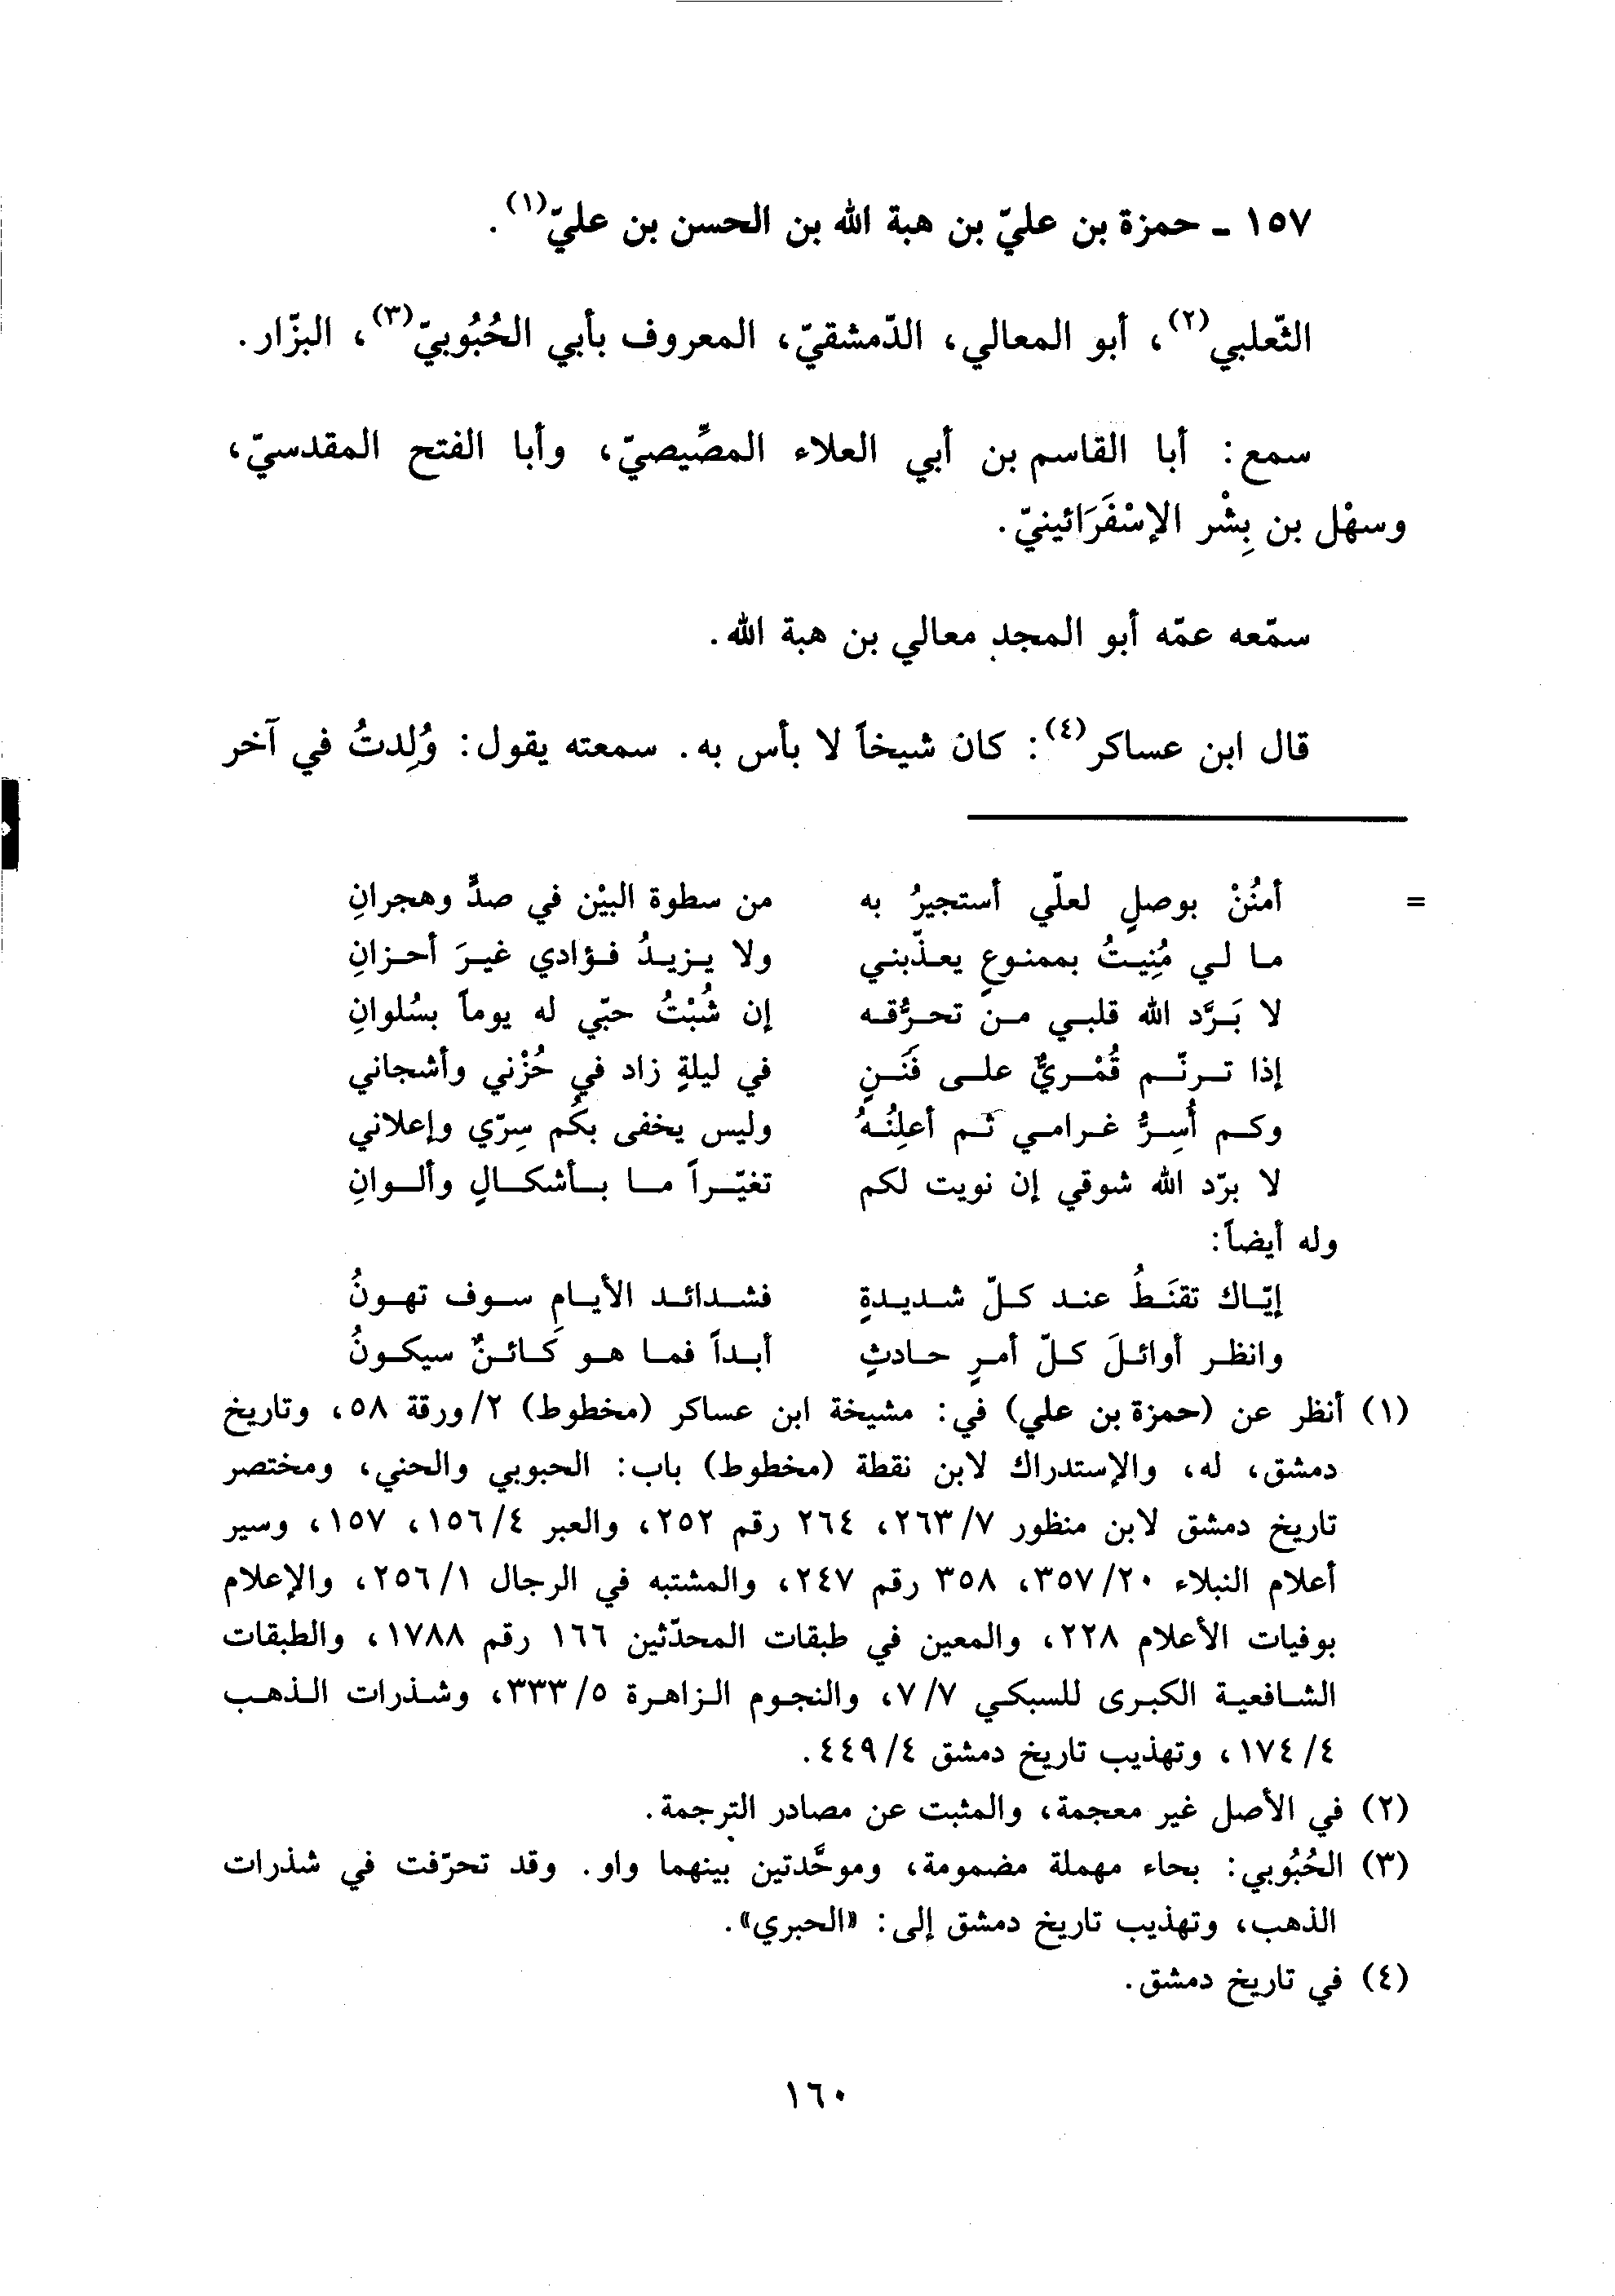 ١٥٧ ـ حمزة بن عليّ بن هبة الله بن الحسن بن عليّ(١).
الثّعلبي(٢)، أبو المعالي، الدّمشقيّ، المعروف بأبي الحُبُوبيّ(٣)، البزّار.
سمع: أبا القاسم بن أبي العلاء المصِّيصيّ، وأبا الفتح المقدسيّ،
وسهْل بن بِشْر الإسْفَرَائينيّ.
سمّعه عمّه أبو المجد معالي بن هبة الله.
قال ابن عساكر(٤): كان شيخاً لا بأس به. سمعته يقول: وُلِدتُ في آخر
= أمنُنْ بوصلٍ لعلّي أستجيرُ به من سطوة البيْن في صدٍّ وهجرانِ
ما لي مُنِيتُ بممنوعٍ يعذّبني ولا يزيدُ فؤادي غيرَ أحزانِ
لا بَرَّد الله قلبي من تحرُّقه إن شُبْتُ حبّي له يوماً بسُلوانِ
إذا ترنّم قُمْريٌّ على فَنَنٍ في ليلةٍ زاد في حُزْني وأشجاني
وكم أُسِرُّ غرامي ثم أعلِنُهُ وليس يخفى بكُم سِرّي وإعلاني
لا برّد الله شوقي إن نويت لكم تغيّراً ما بأشكالٍ وألوانِ
وله أيضاً:
إيّاك تقنَطُ عند كلّ شديدةٍ فشدائد الأيامِ سوف تهونُ
وانظر أوائلَ كلّ أمرٍ حادثٍ أبداً فما هو كائنٌ سيكونُ
(١) أنظر عن (حمزة بن علي) في: مشيخة ابن عساكر (مخطوط) ٢/ورقة ٥٨، وتاريخ
دمشق، له، والإستدراك لابن نقطة (مخطوط) باب: الحبوبي والحني، ومختصر
تاريخ دمشق لابن منظور ٢٦٣/٧، ٢٦٤ رقم ٢٥٢، والعبر ١٥٦/٤، ١٥٧، وسير
أعلام النبلاء ٣٥٧/٢٠، ٣٥٨ رقم ٢٤٧، والمشتبه في الرجال ٢٥٦/١، والإعلام
بوفيات الأعلام ٢٢٨، والمعين في طبقات المحدّثين ١٦٦ رقم ١٧٨٨، والطبقات
الشافعية الكبرى للسبكي ٧/٧، والنجوم الزاهرة ٣٣٣/٥، وشذرات الذهب
١٧٤/٤، وتهذيب تاريخ دمشق ٤٤٩/٤.
(٢) في الأصل غير معجمة، والمثبت عن مصادر الترجمة.
(٣) الحُبُوبي: بحاء مهملة مضمومة، وموحَّدتين بينهما واو. وقد تحرّفت في شذرات
الذهب، وتهذيب تاريخ دمشق إلى: «الحبري».
(٤) في تاريخ دمشق.
١٦٠